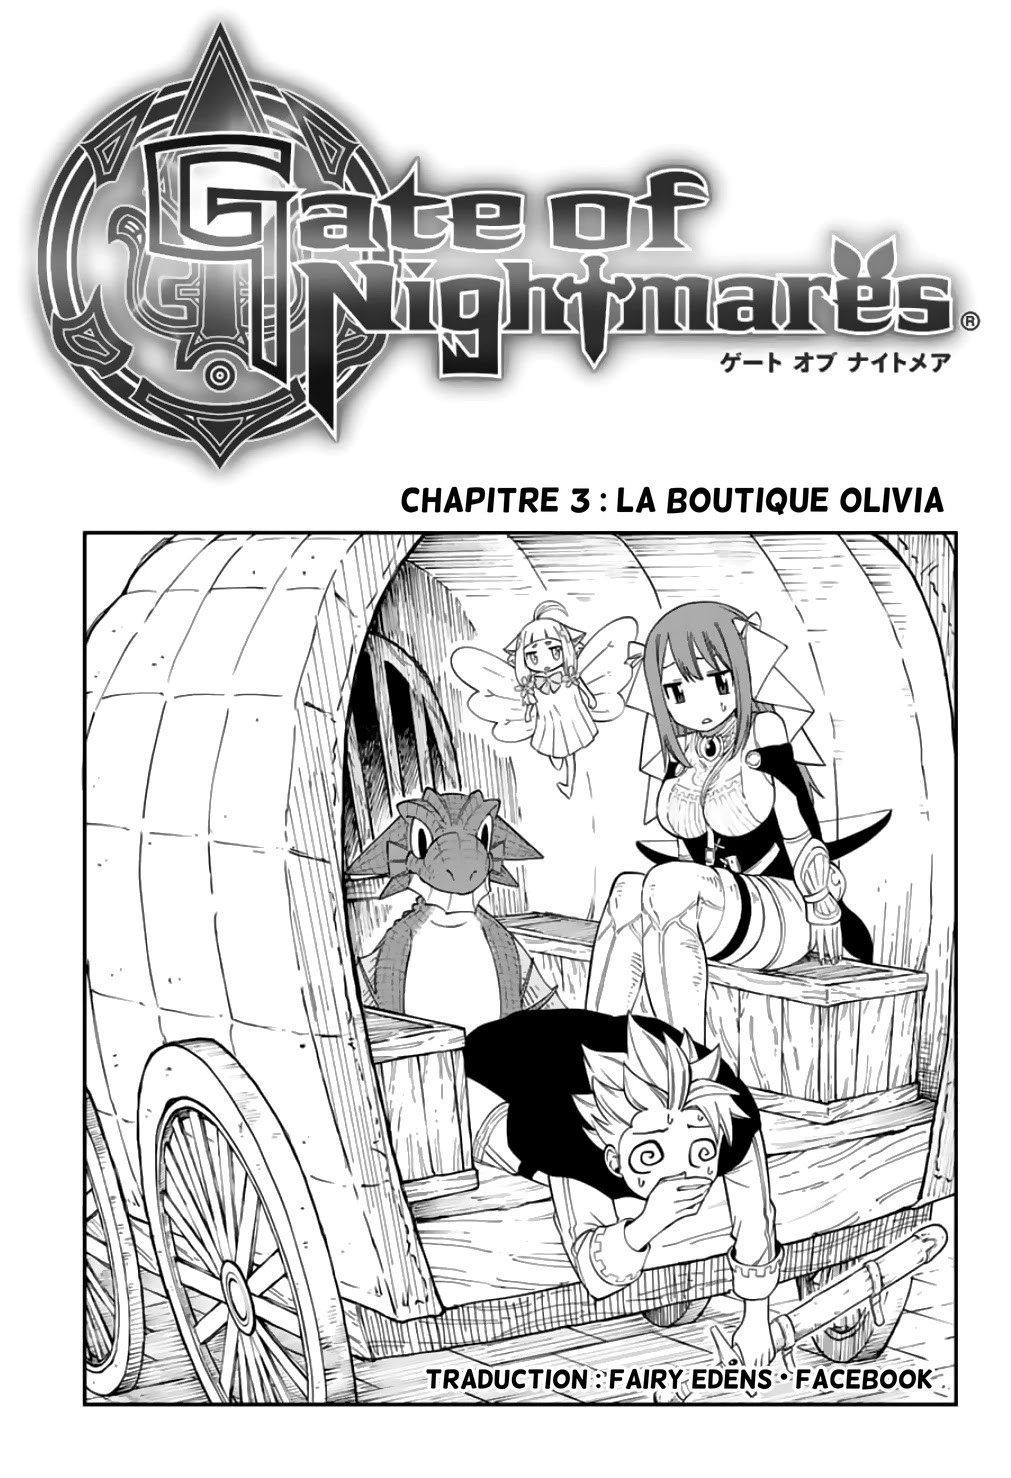 Gate of
Nightmares®
ゲート オブ ナイトメア
CHAPITRE 3 : LA BOUTIQUE OLIVIA
TRADUCTION : FAIRY EDENS • FACEBOOK